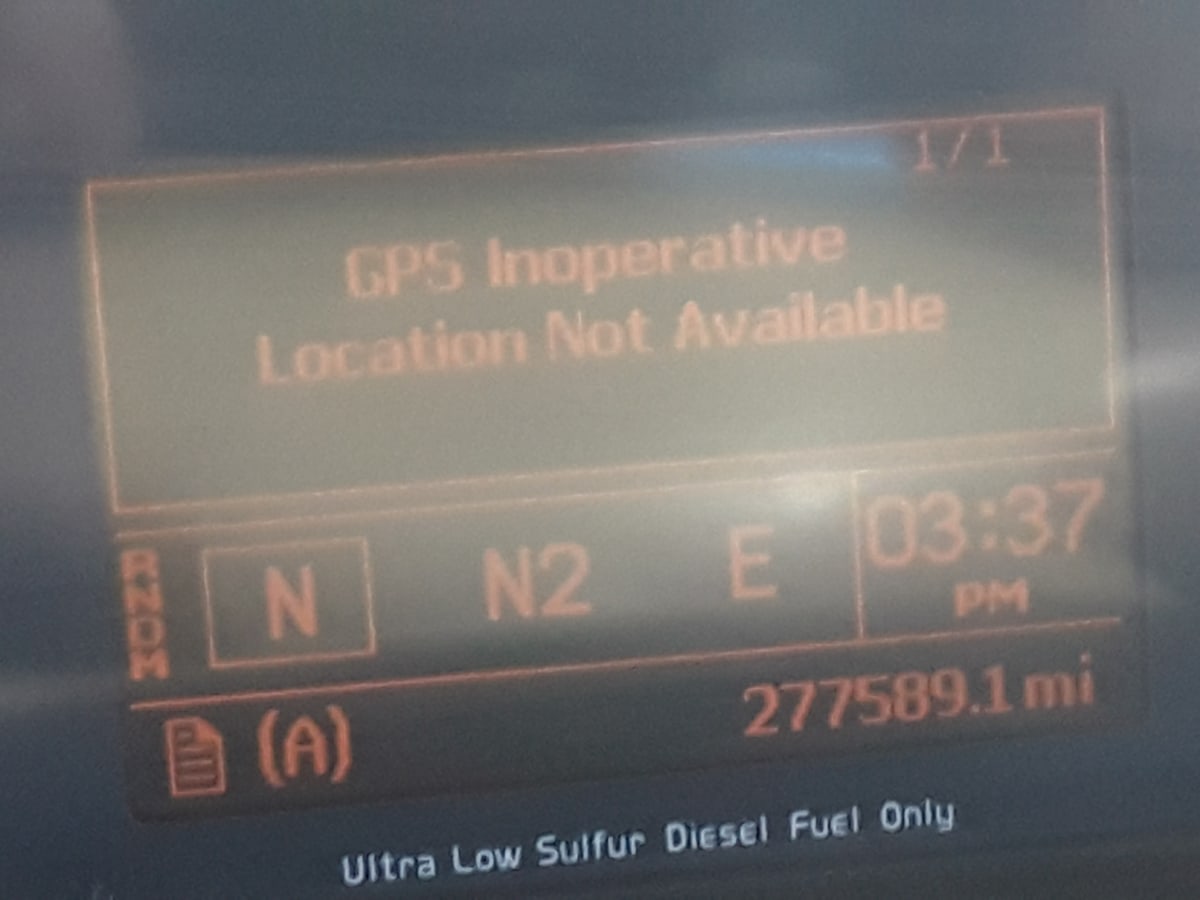 1/1
GPS Inoperative
Location Not Available
RNDM
N N2 E 03:37
PM
P (A) 277589.1 mi
Ultra Low Sulfur Diesel Fuel Only